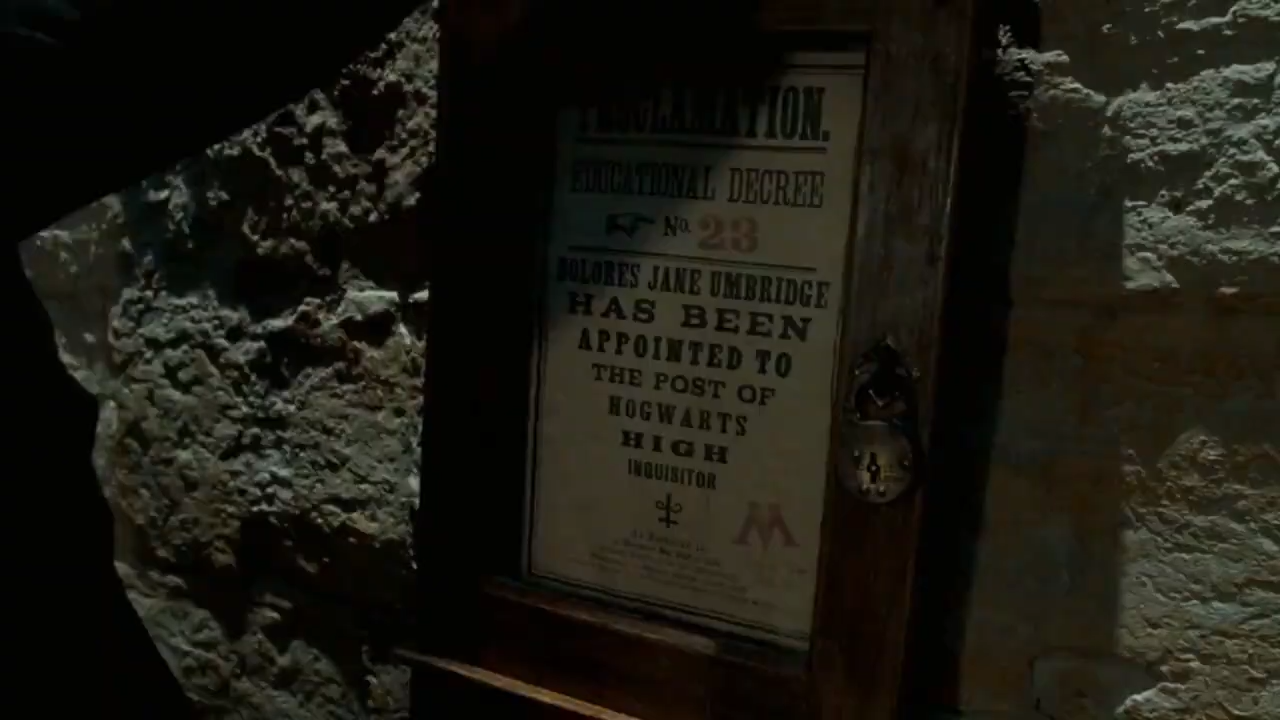 PROCLAMATION.
EDUCATIONAL DECREE
No. 23
DOLORES JANE UMBRIDGE
HAS BEEN
APPOINTED TO
THE POST OF
HOGWARTS
HIGH
INQUISITOR
M